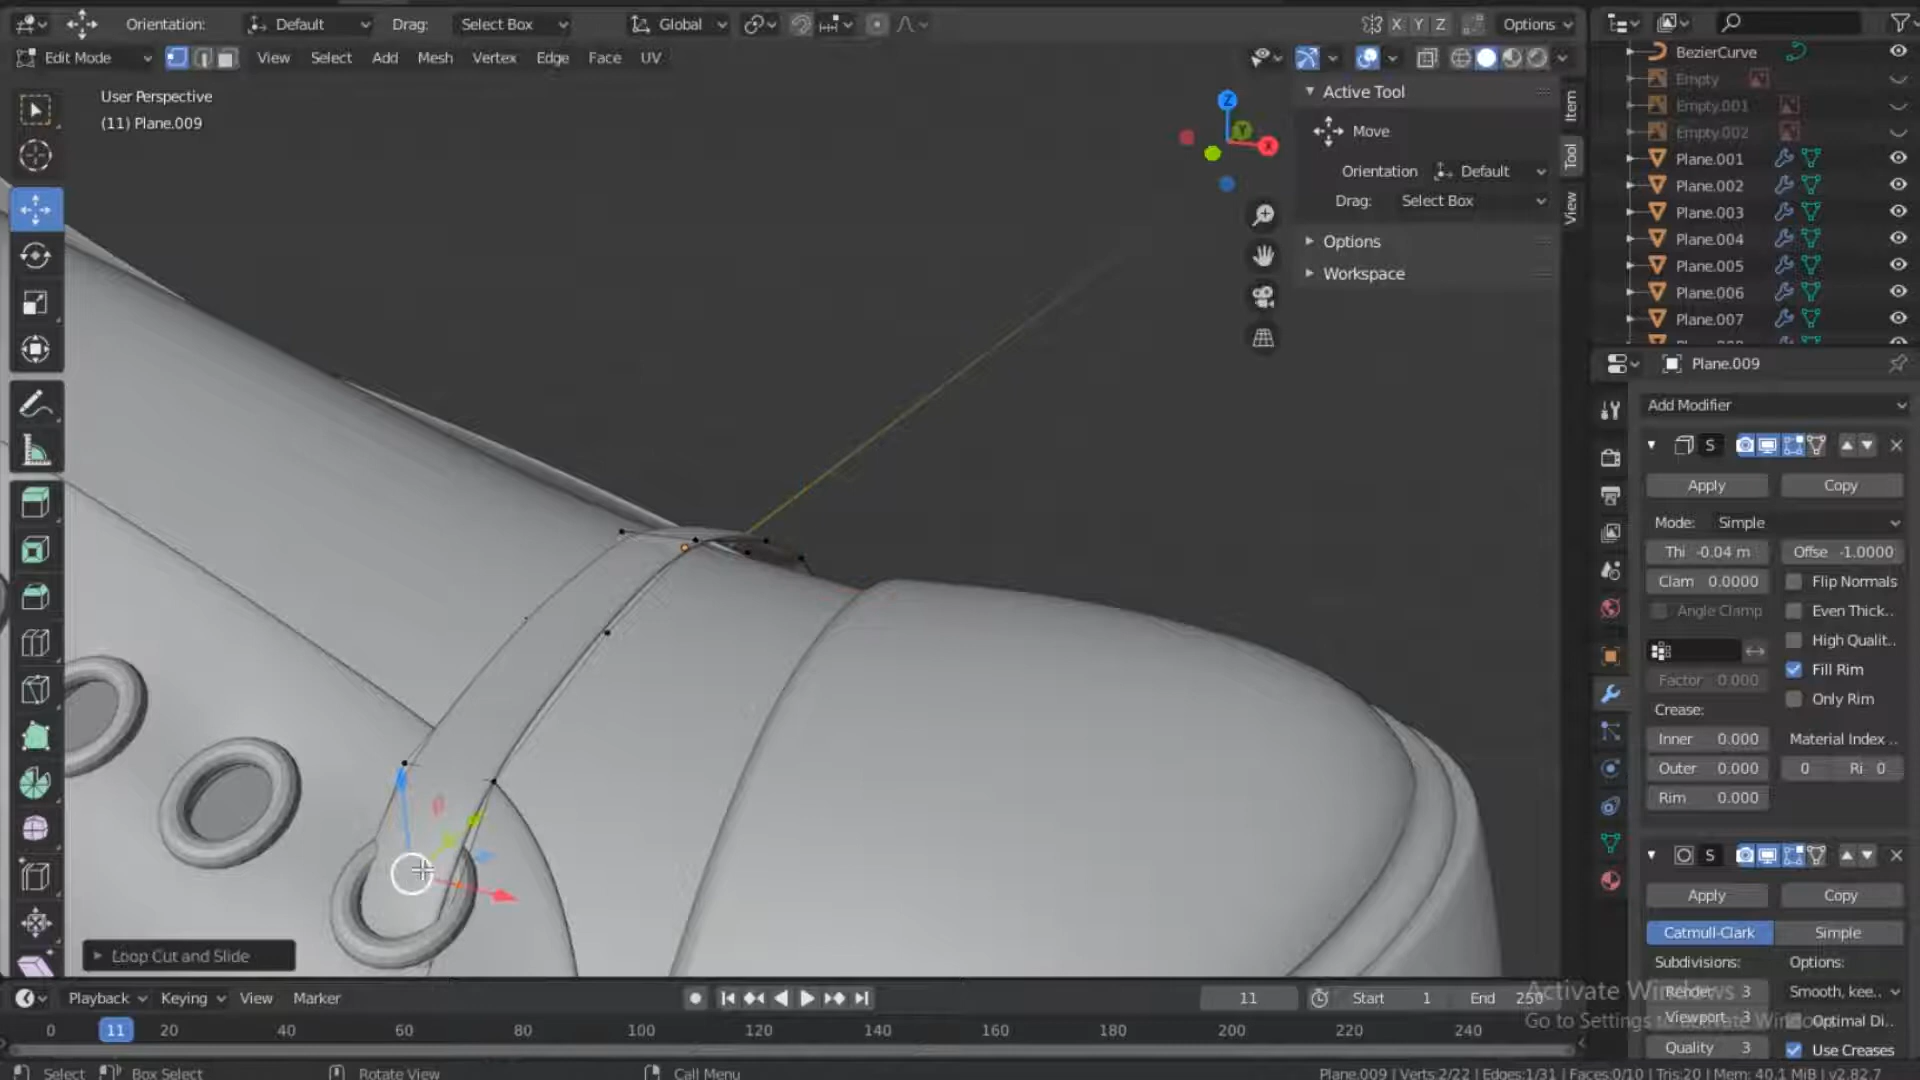 Orientation: Default Drag: Select Box Global X Y Z Options
Edit Mode View Select Add Mesh Vertex Edge Face UV
User Perspective
(11) Plane.009
Z
Y
X
Active Tool
Move
Orientation Default
Drag: Select Box
Options
Workspace
Item
Tool
View
BezierCurve
Empty
Empty.001
Empty.002
Plane.001
Plane.002
Plane.003
Plane.004
Plane.005
Plane.006
Plane.007
Plane.009
Add Modifier
S
Apply Copy
Mode: Simple
Thi -0.04 m Offse -1.0000
Clam 0.0000 Flip Normals
Angle Clamp Even Thick..
High Qualit..
Factor 0.000 Fill Rim
Crease: Only Rim
Inner 0.000 Material Index ..
Outer 0.000 0 Ri 0
Rim 0.000
S
Apply Copy
Catmull-Clark Simple
Subdivisions: Options:
Render 3 Smooth, kee..
Viewport 3 Optimal Di..
Quality 3 Use Creases
Activate Windows
Go to Settings to activate Windows.
Loop Cut and Slide
Playback Keying View Marker 11 Start 1 End 250
0 11 20 40 60 80 100 120 140 160 180 200 220 240
Select Box Select Rotate View Call Menu Plane.009 | Verts:2/22 | Edges:1/31 | Faces:0/10 | Tris:20 | Mem: 40.1 MiB | v2.82.7